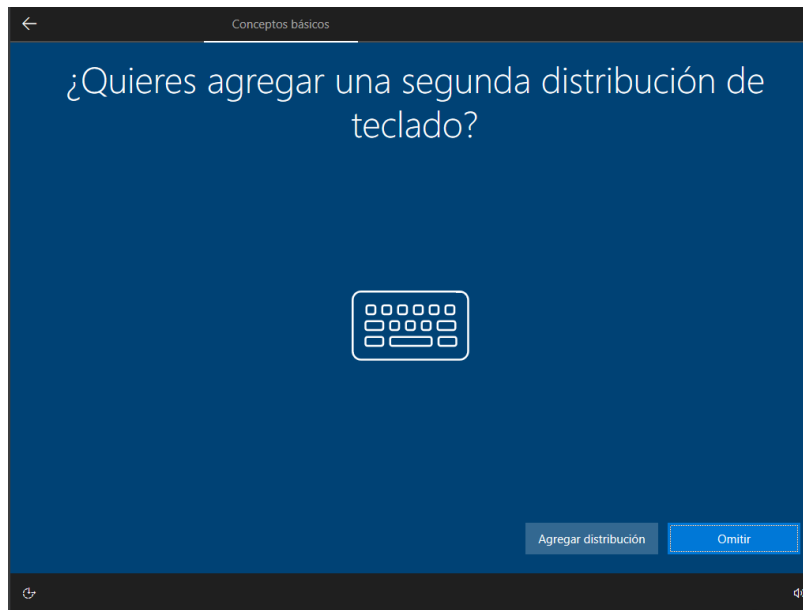 Conceptos básicos
¿Quieres agregar una segunda distribución de
teclado?
Agregar distribución
Omitir